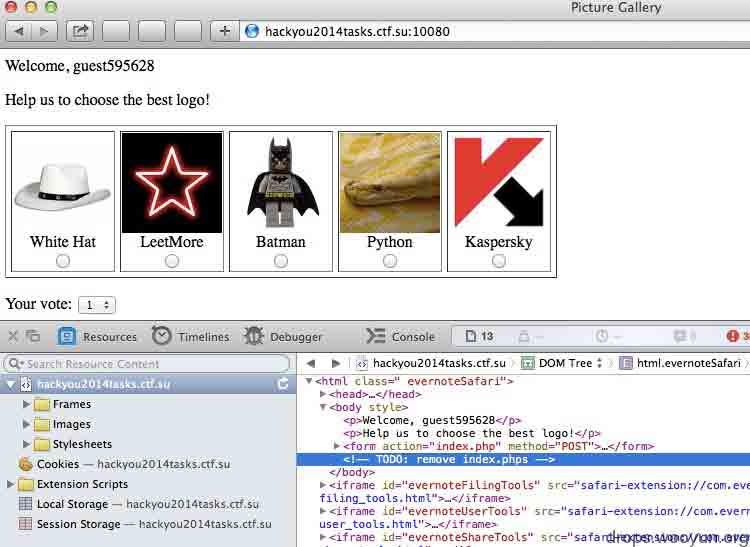 Picture Gallery
hackyou2014tasks.ctf.su:10080
Welcome, guest595628
Help us to choose the best logo!
White Hat
LeetMore
Batman
Python
Kaspersky
Your vote: 1
Resources
Timelines
Debugger
Console
13
Search Resource Content
hackyou2014tasks.ctf.su
DOM Tree
html.evernoteSafari
hackyou2014tasks.ctf.su
Frames
Images
Stylesheets
Cookies — hackyou2014tasks.ctf.su
Extension Scripts
Local Storage — hackyou2014tasks.ctf.su
Session Storage — hackyou2014tasks.ctf.su
<html class=" evernoteSafari">
<head>…</head>
<body style>
<p>Welcome, guest595628</p>
<p>Help us to choose the best logo!</p>
<form action="index.php" method="POST">…</form>
<!-- TODO: remove index.phps -->
</body>
<iframe id="evernoteFilingTools" src="safari-extension://com.ever
filing_tools.html">…</iframe>
<iframe id="evernoteUserTools" src="safari-extension://com.everno
user_tools.html">…</iframe>
<iframe id="evernoteShareTools" src="safari-extension://com.evern
drops.wooyun.org